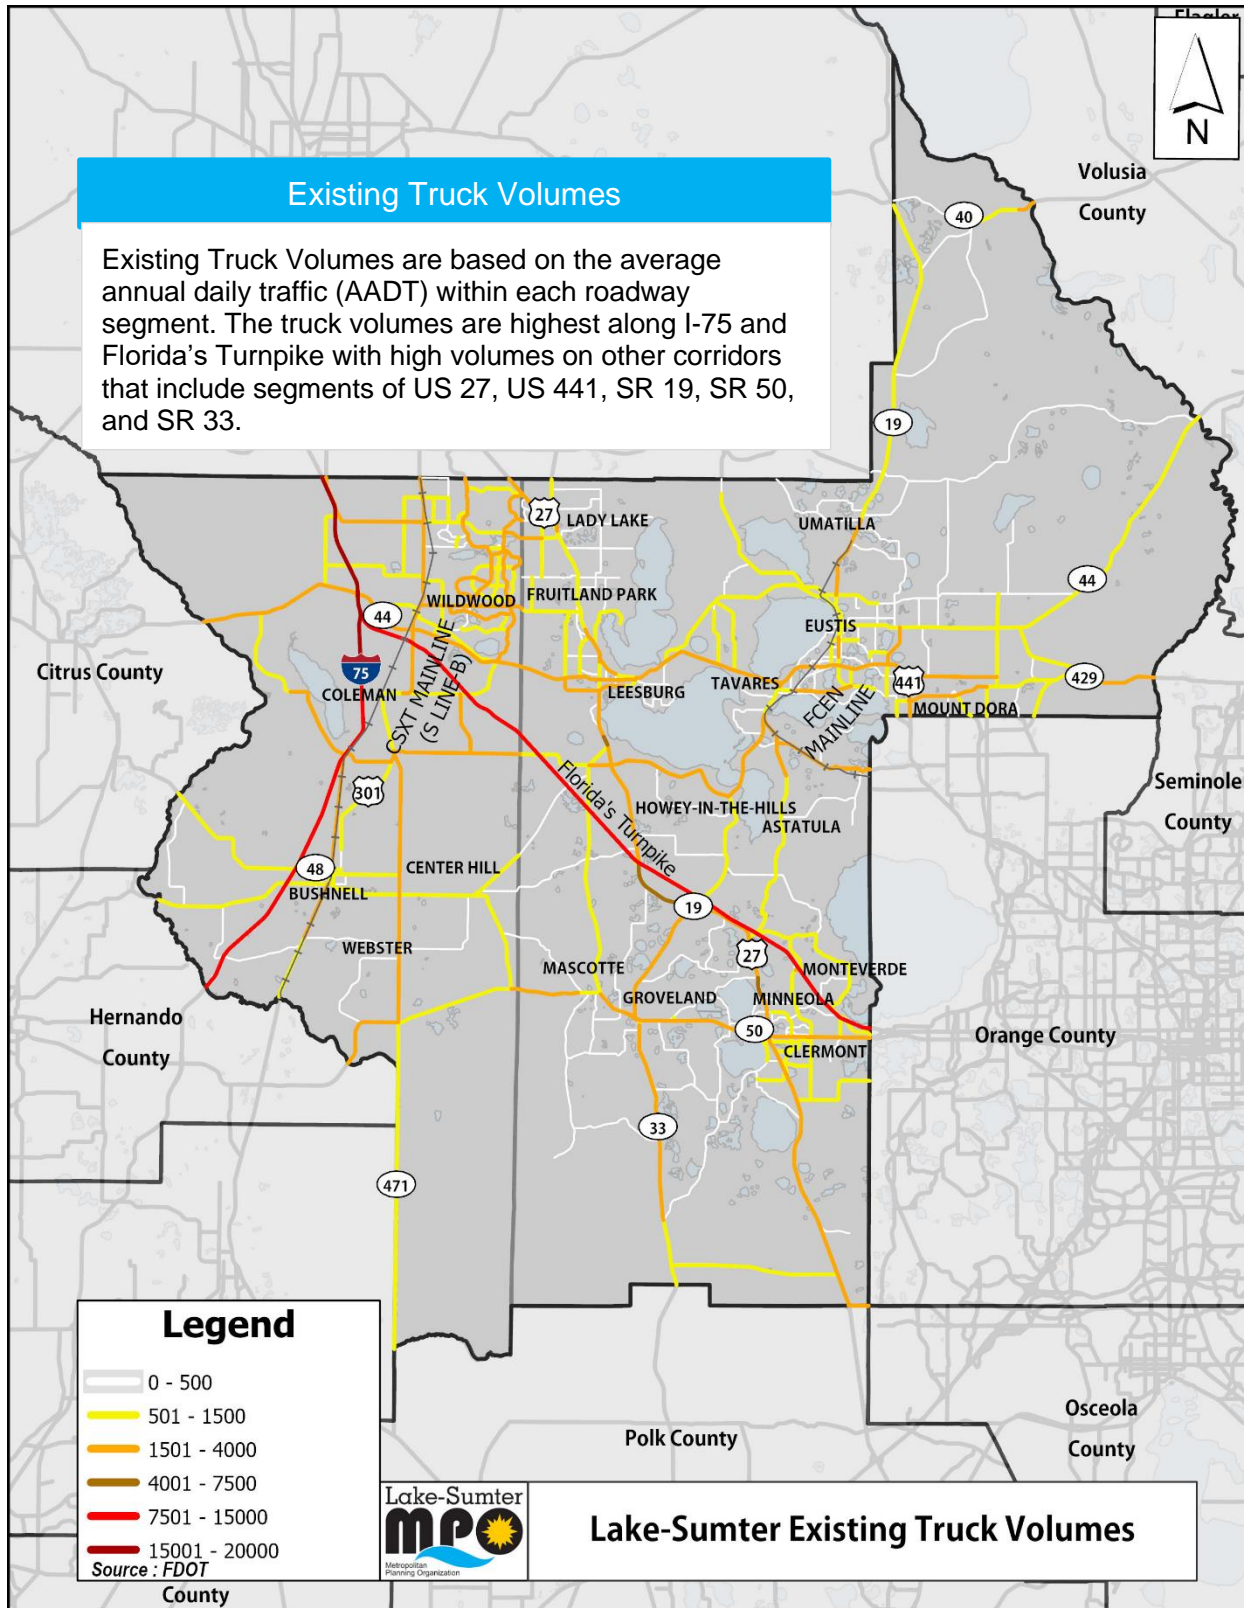 Flagler
N
Volusia
County
Existing Truck Volumes
Existing Truck Volumes are based on the average
annual daily traffic (AADT) within each roadway
segment. The truck volumes are highest along I-75 and
Florida's Turnpike with high volumes on other corridors
that include segments of US 27, US 441, SR 19, SR 50,
and SR 33.
40
19
27
LADY LAKE
UMATILLA
44
WILDWOOD
FRUITLAND PARK
44
EUSTIS
Citrus County
75
COLEMAN
CSXT MAINLINE
(S LINE-B)
LEESBURG
TAVARES
441
429
MOUNT DORA
FCEN
MAINLINE
Florida's Turnpike
301
HOWEY-IN-THE-HILLS
ASTATULA
Seminole
County
48
BUSHNELL
CENTER HILL
19
WEBSTER
27
MASCOTTE
MONTEVERDE
GROVELAND
MINNEOLA
Hernando
County
50
CLERMONT
Orange County
33
471
Legend
0 - 500
501 - 1500
1501 - 4000
4001 - 7500
7501 - 15000
15001 - 20000
Source : FDOT
County
Polk County
Osceola
County
Lake-Sumter
MPO
Metropolitan
Planning Organization
Lake-Sumter Existing Truck Volumes